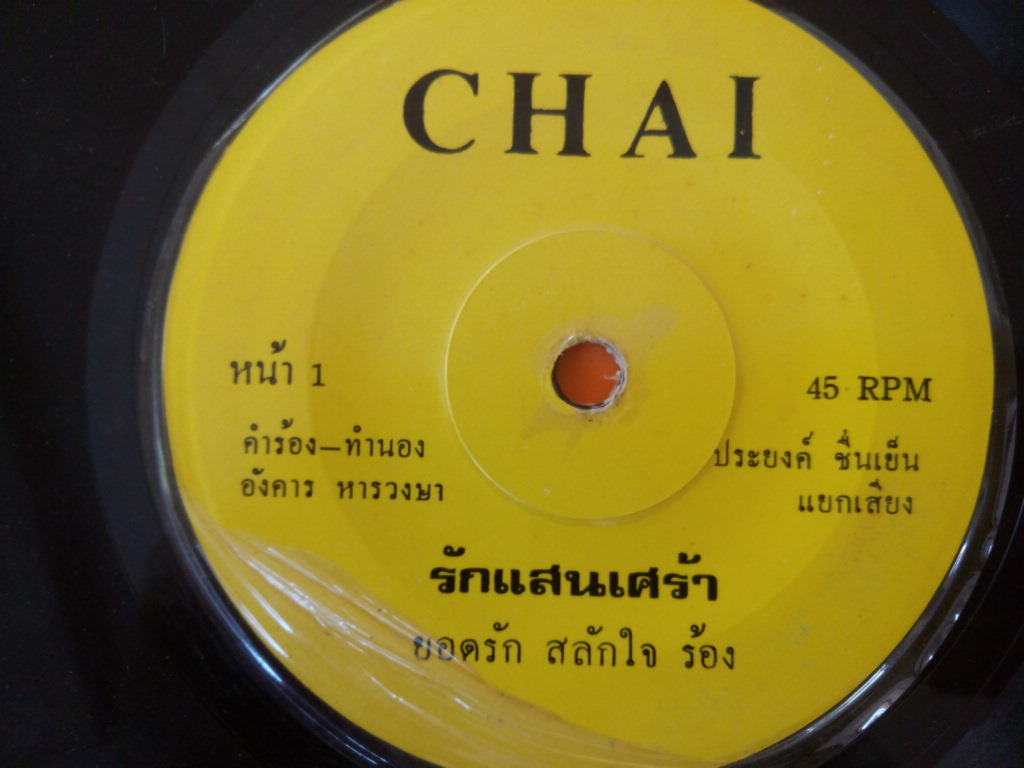 CHAI
หน้า 1
45 RPM
คำร้อง–ทำนอง
อังคาร หารวงษา
ประยงค์ ชื่นเย็น
แยกเสียง
รักแสนเศร้า
ยอดรัก สลักใจ ร้อง